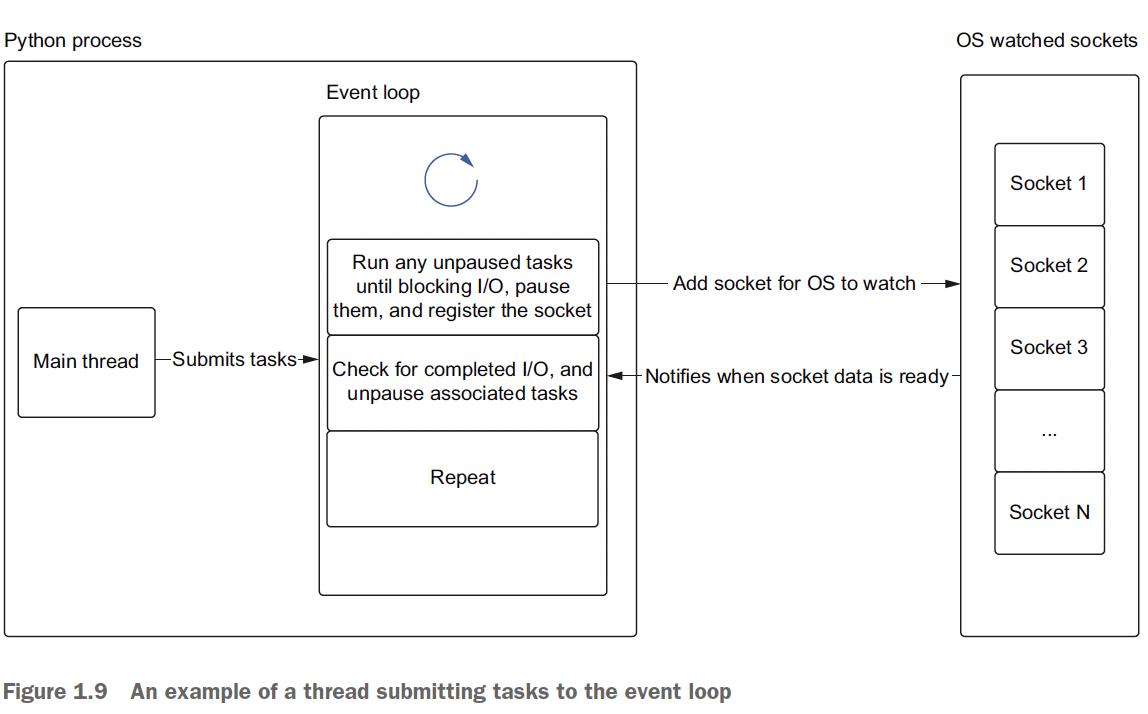 Python process
OS watched sockets
Event loop
Run any unpaused tasks
until blocking I/O, pause
them, and register the socket
Add socket for OS to watch
Main thread
Submits tasks
Check for completed I/O, and
unpause associated tasks
Notifies when socket data is ready
Repeat
Socket 1
Socket 2
Socket 3
...
Socket N
Figure 1.9 An example of a thread submitting tasks to the event loop